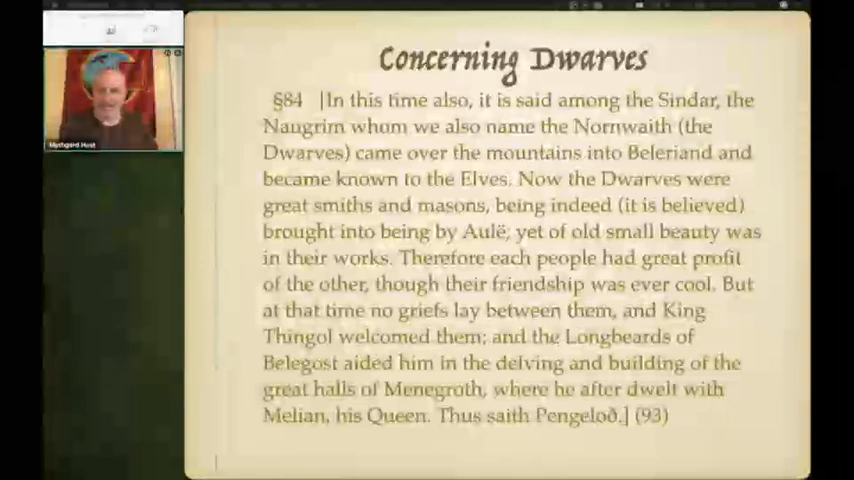 Concerning Dwarves
§84 [In this time also, it is said among the Sindar, the
Naugrim whom we also name the Nornwaith (the
Dwarves) came over the mountains into Beleriand and
became known to the Elves. Now the Dwarves were
great smiths and masons, being indeed (it is believed)
brought into being by Aulë; yet of old small beauty was
in their works. Therefore each people had great profit
of the other, though their friendship was ever cool. But
at that time no griefs lay between them, and King
Thingol welcomed them; and the Longbeards of
Belegost aided him in the delving and building of the
great halls of Menegroth, where he after dwelt with
Melian, his Queen. Thus saith Pengeloð.] (93)
Mythgard Host